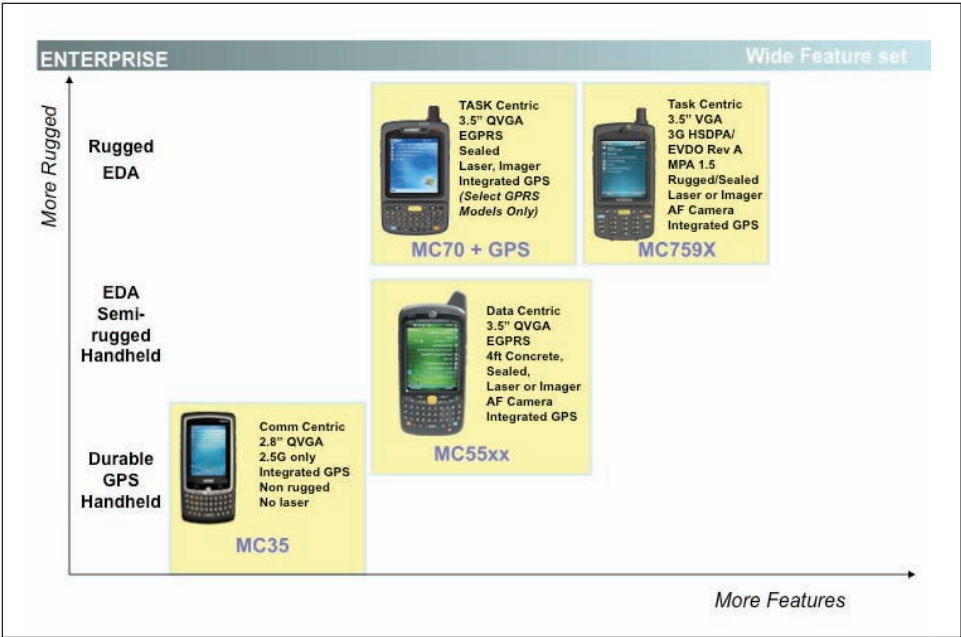 ENTERPRISE
Wide Feature set
More Rugged
Rugged
EDA
TASK Centric
3.5” QVGA
EGPRS
Sealed
Laser, Imager
Integrated GPS
(Select GPRS
Models Only)
MC70 + GPS
Task Centric
3.5” VGA
3G HSDPA/
EVDO Rev A
MPA 1.5
Rugged/Sealed
Laser or Imager
AF Camera
Integrated GPS
MC759X
EDA
Semi-
rugged
Handheld
Data Centric
3.5” QVGA
EGPRS
4ft Concrete,
Sealed,
Laser or Imager
AF Camera
Integrated GPS
MC55xx
Durable
GPS
Handheld
Comm Centric
2.8” QVGA
2.5G only
Integrated GPS
Non rugged
No laser
MC35
More Features